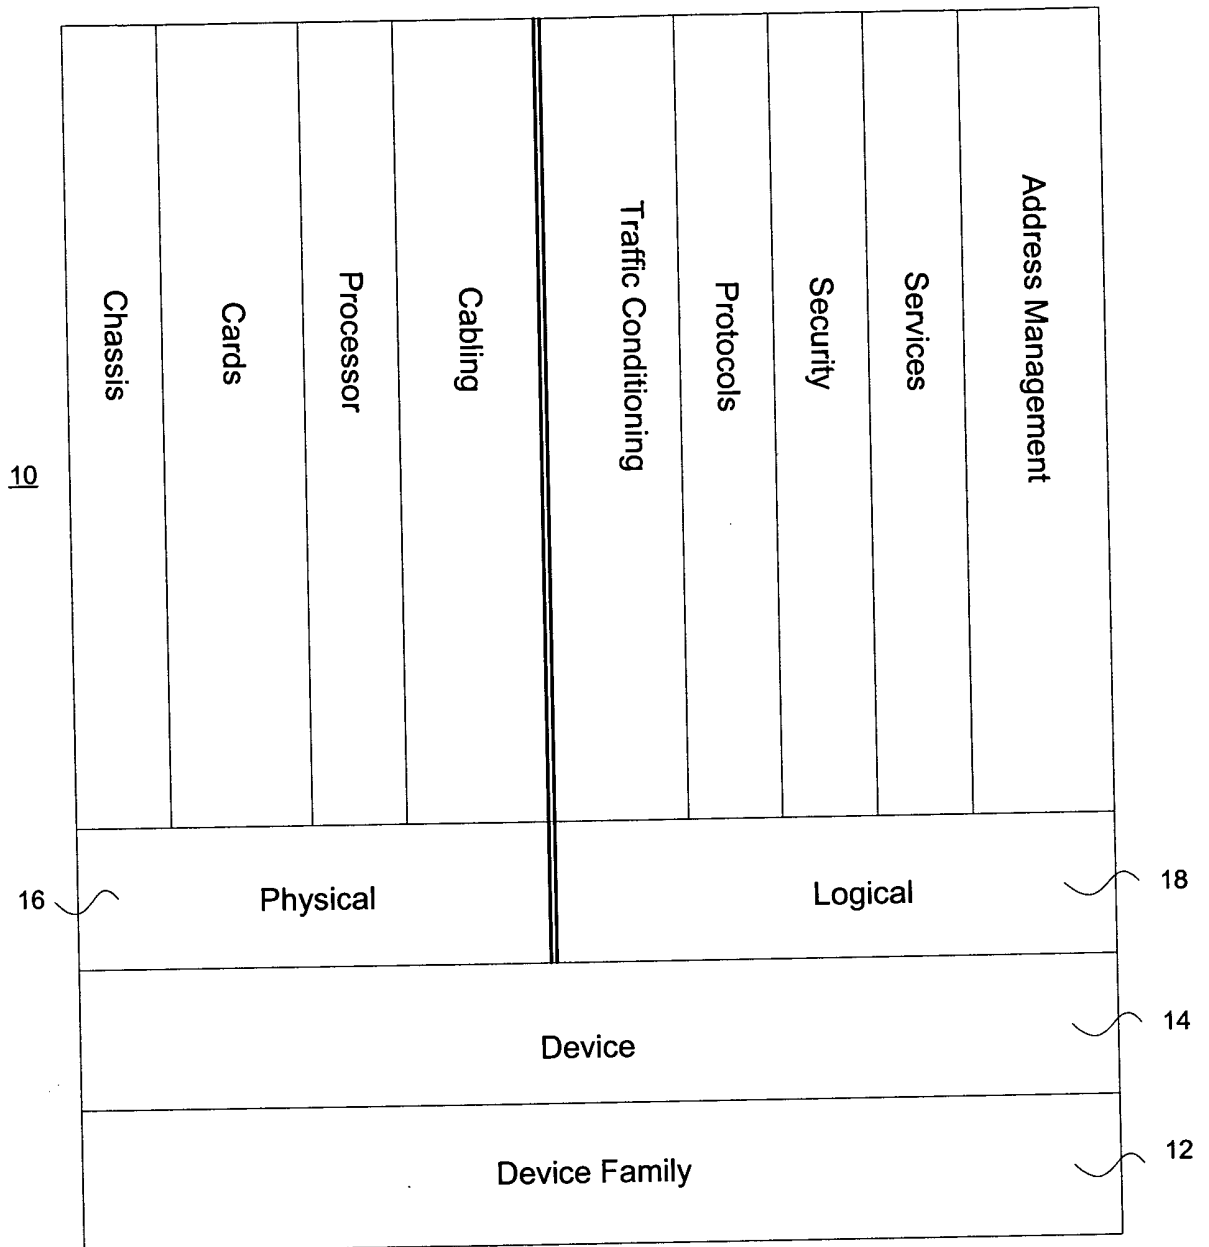 Chassis
Cards
Processor
Cabling
Traffic Conditioning
Protocols
Security
Services
Address Management
10
16
Physical
Logical
18
Device
14
Device Family
12